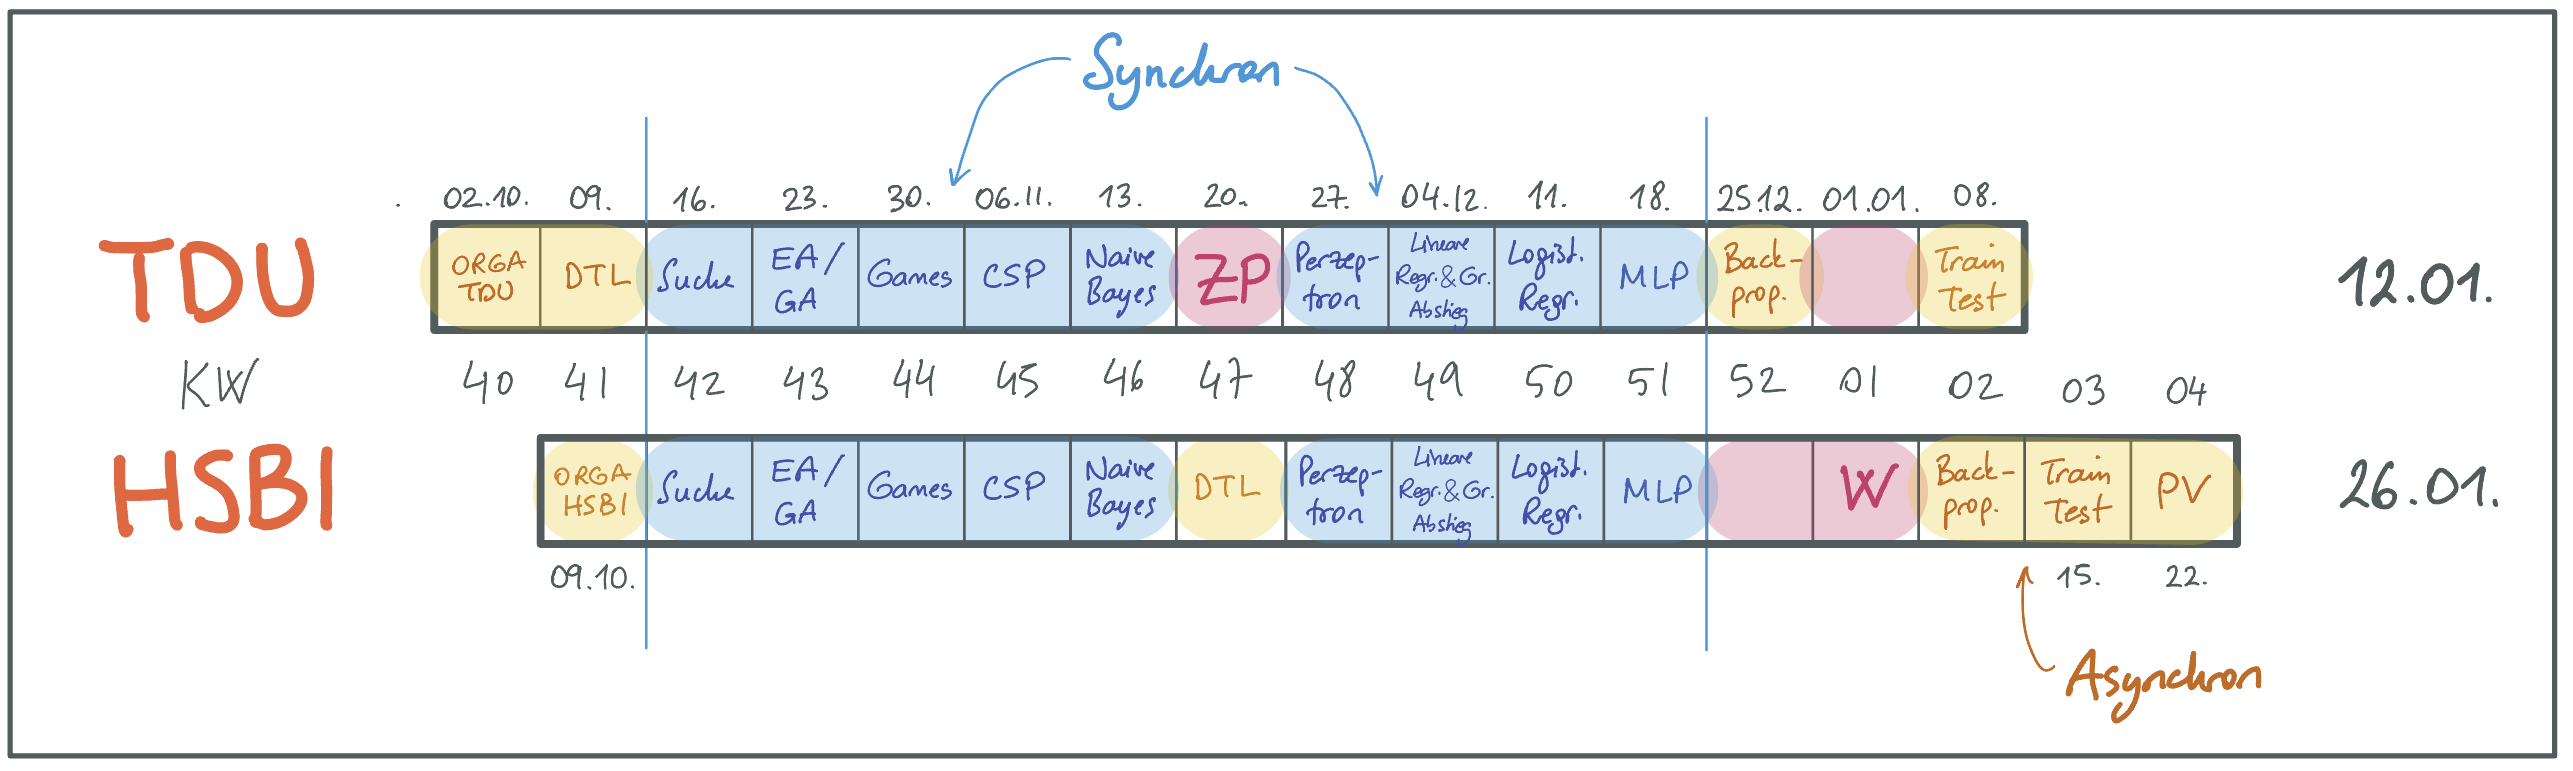 Synchron
02.10. 09. 16. 23. 30. 06.11. 13. 20. 27. 04.12. 11. 18. 25.12. 01.01. 08.
TDU
ORGA
TDU
DTL
Suche
EA/
GA
Games
CSP
Naive
Bayes
ZP
Perzep-
tron
Lineare
Regr.&Gr.
Abstieg
Logist.
Regr.
MLP
Back-
prop.
Train
Test
12.01.
KW 40 41 42 43 44 45 46 47 48 49 50 51 52 01 02 03 04
HSBI
ORGA
HSBI
Suche
EA/
GA
Games
CSP
Naive
Bayes
DTL
Perzep-
tron
Lineare
Regr.&Gr.
Abstieg
Logist.
Regr.
MLP
W
Back-
prop.
Train
Test
PV
26.01.
09.10. 15. 22.
Asynchron